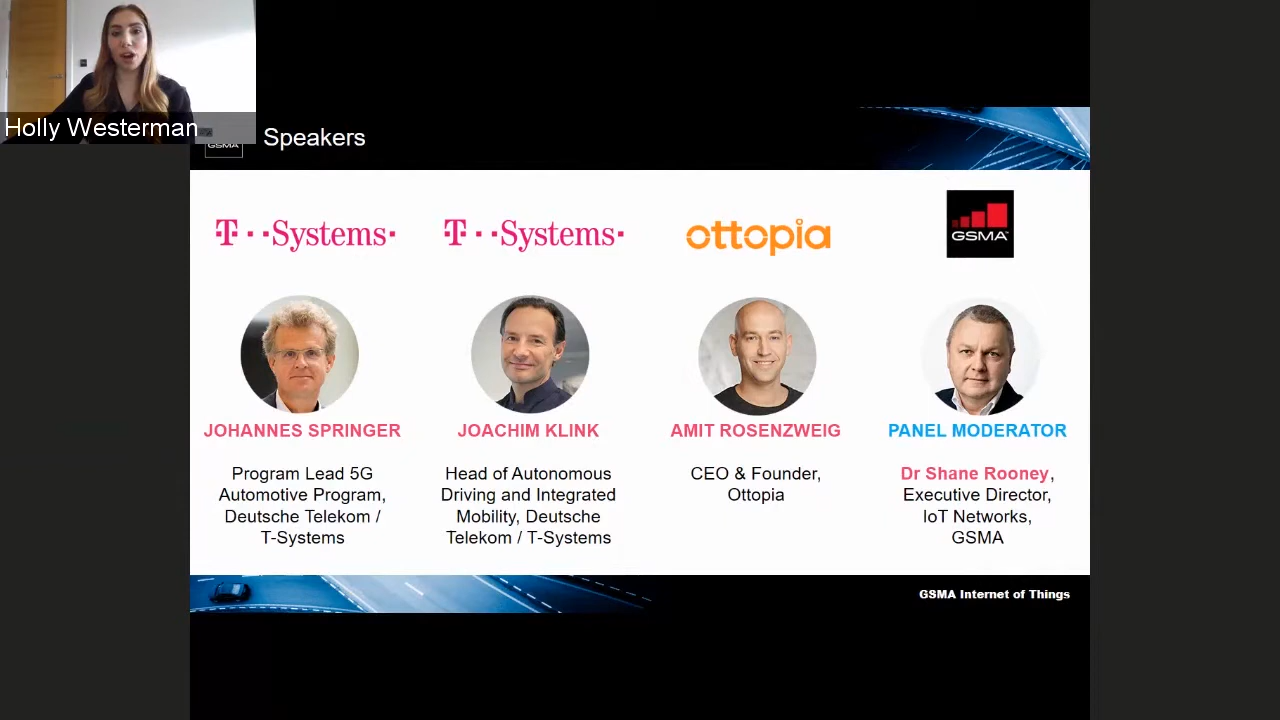 Holly Westerman
GSMA
Speakers
T··Systems·
T··Systems·
ottopia
GSMA
JOHANNES SPRINGER
Program Lead 5G
Automotive Program,
Deutsche Telekom /
T-Systems
JOACHIM KLINK
Head of Autonomous
Driving and Integrated
Mobility, Deutsche
Telekom / T-Systems
AMIT ROSENZWEIG
CEO & Founder,
Ottopia
PANEL MODERATOR
Dr Shane Rooney,
Executive Director,
IoT Networks,
GSMA
GSMA Internet of Things